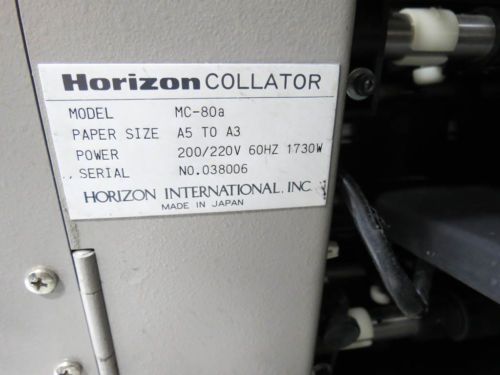 Horizon COLLATOR
MODEL MC-80a
PAPER SIZE A5 TO A3
POWER 200/220V 60HZ 1730W
SERIAL NO.038006
HORIZON INTERNATIONAL, INC.
MADE IN JAPAN